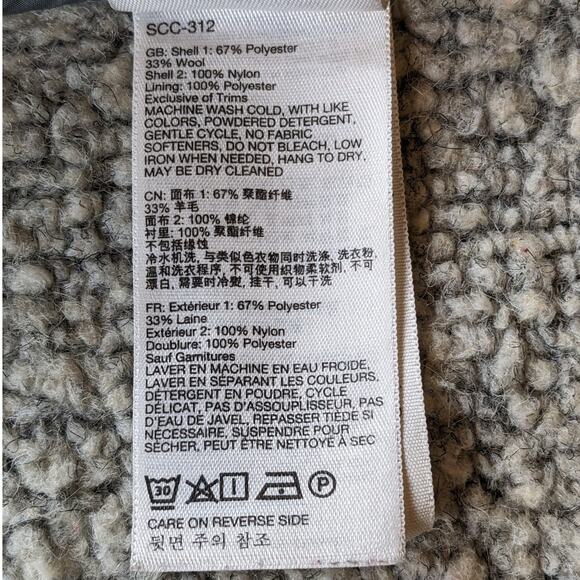 SCC-312
GB: Shell 1: 67% Polyester
33% Wool
Shell 2: 100% Nylon
Lining: 100% Polyester
Exclusive of Trims
MACHINE WASH COLD, WITH LIKE
COLORS, POWDERED DETERGENT,
GENTLE CYCLE, NO FABRIC
SOFTENERS, DO NOT BLEACH, LOW
IRON WHEN NEEDED, HANG TO DRY,
MAY BE DRY CLEANED
CN: 面布 1: 67% 聚酯纤维
33% 羊毛
面布 2: 100% 锦纶
衬里: 100% 聚酯纤维
不包括缘蚀
冷水机洗, 与类似色衣物同时洗涤, 洗衣粉,
温和洗衣程序, 不可使用织物柔软剂, 不可
漂白, 需要时冷熨, 挂干, 可以干洗
FR: Extérieur 1: 67% Polyester
33% Laine
Extérieur 2: 100% Nylon
Doublure: 100% Polyester
Sauf Garnitures
LAVER EN MACHINE EN EAU FROIDE,
LAVER EN SÉPARANT LES COULEURS,
DÉTERGENT EN POUDRE, CYCLE
DÉLICAT, PAS D'ASSOUPLISSEUR, PAS
D'EAU DE JAVEL, REPASSER TIÈDE SI
NÉCESSAIRE, SUSPENDRE POUR
SÉCHER, PEUT ÊTRE NETTOYÉ À SEC
30 P
CARE ON REVERSE SIDE
뒷면 주의 참조